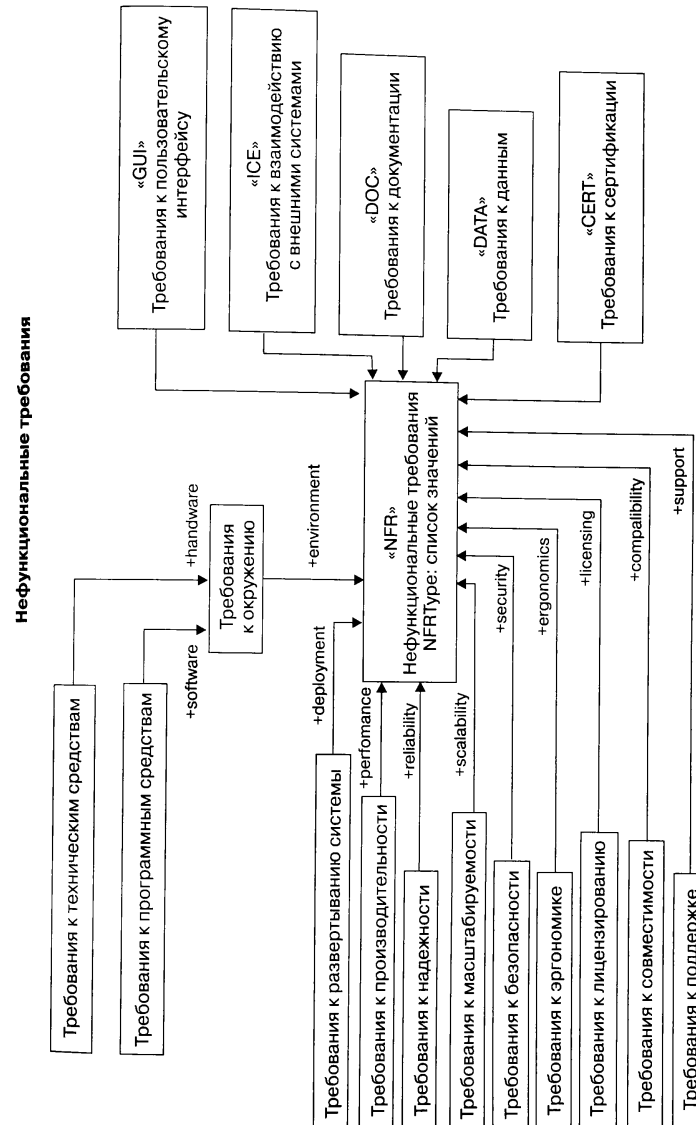 Нефункциональные требования
Требования к техническим средствам
Требования к программным средствам
+hardware
+software
Требования
к окружению
+environment
«GUI»
Требования к пользовательскому
интерфейсу
«ICE»
Требования к взаимодействию
с внешними системами
«DOC»
Требования к документации
«DATA»
Требования к данным
«CERT»
Требования к сертификации
«NFR»
Нефункциональные требования
NFRType: список значений
Требования к развертыванию системы
+deployment
Требования к производительности
+perfomance
Требования к надежности
+reliability
Требования к масштабируемости
+scalability
Требования к безопасности
+security
Требования к эргономике
+ergonomics
Требования к лицензированию
+licensing
Требования к совместимости
+compalibility
Требования к поддержке
+support